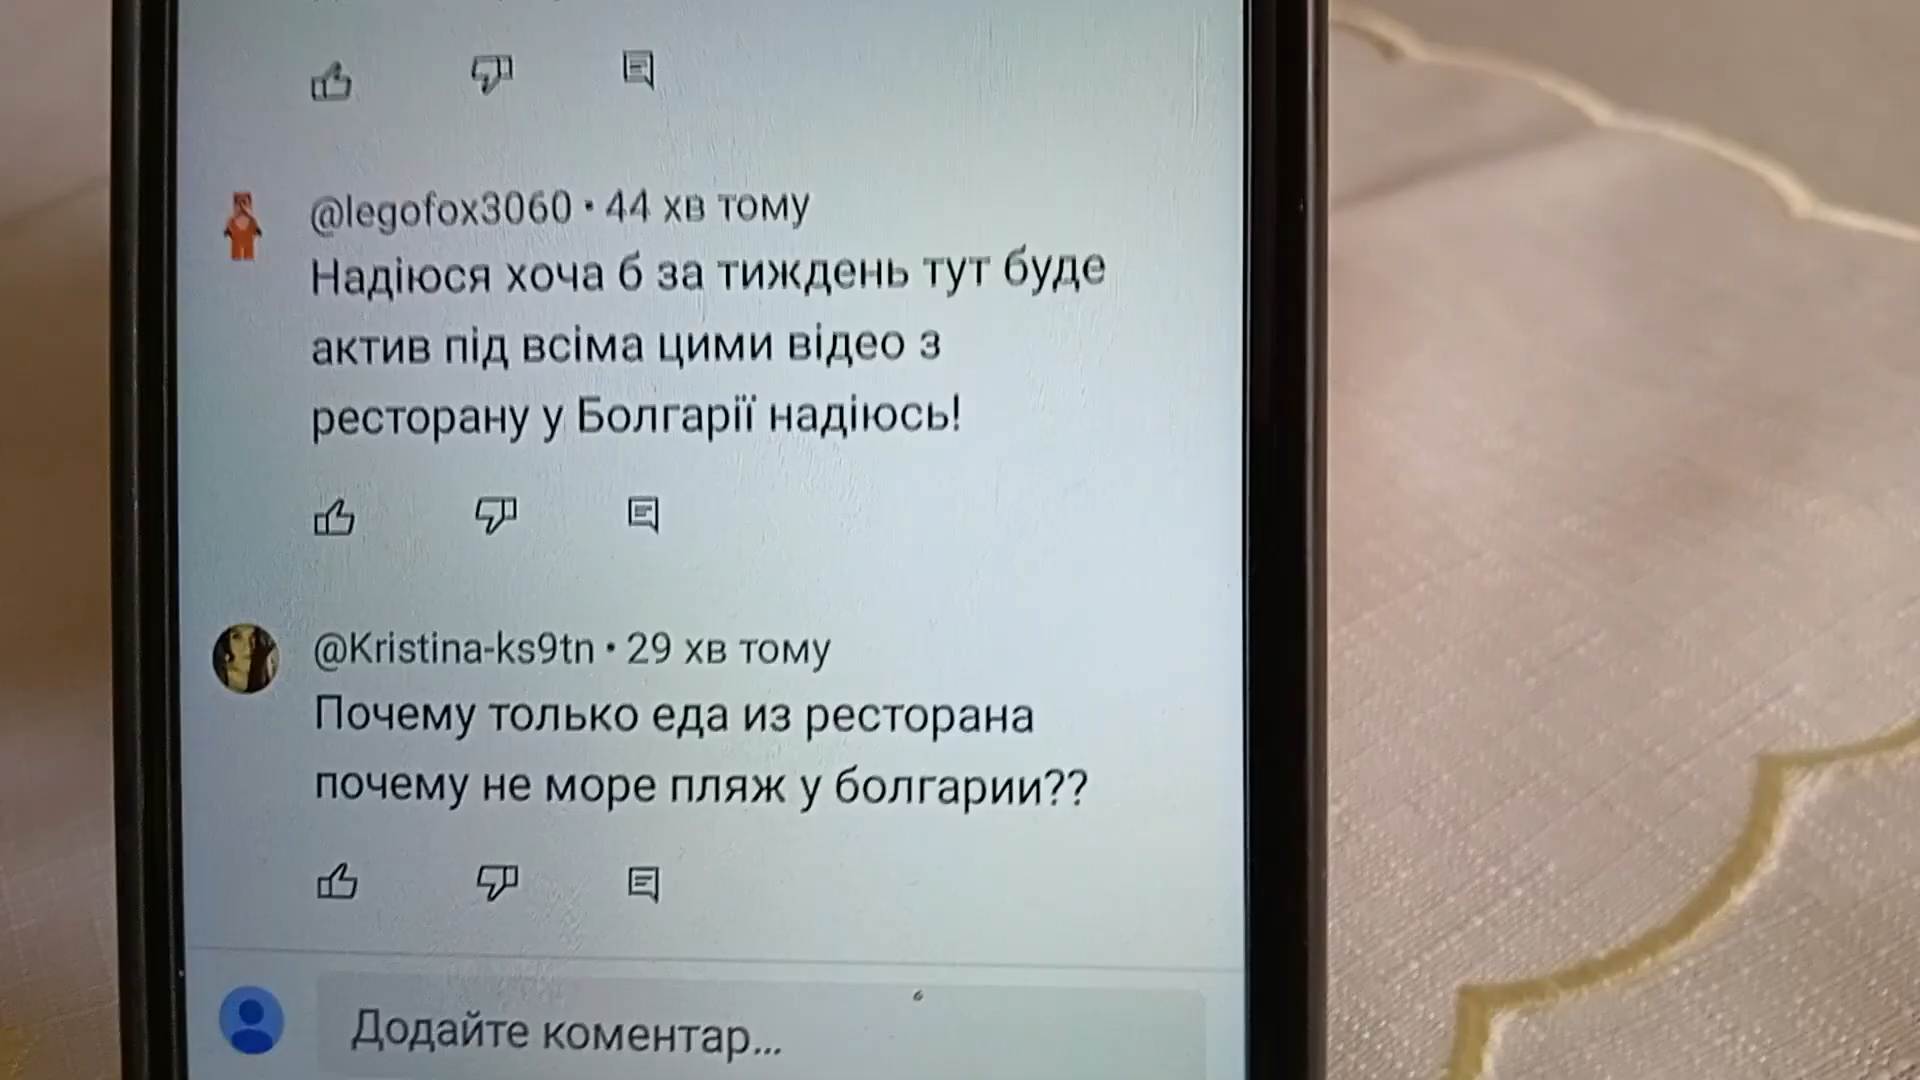 @legofox3060 • 44 хв тому
Надіюся хоча б за тиждень тут буде
актив під всіма цими відео з
ресторану у Болгарії надіюсь!
@Kristina-ks9tn • 29 хв тому
Почему только еда из ресторана
почему не море пляж у болгарии??
Додайте коментар...